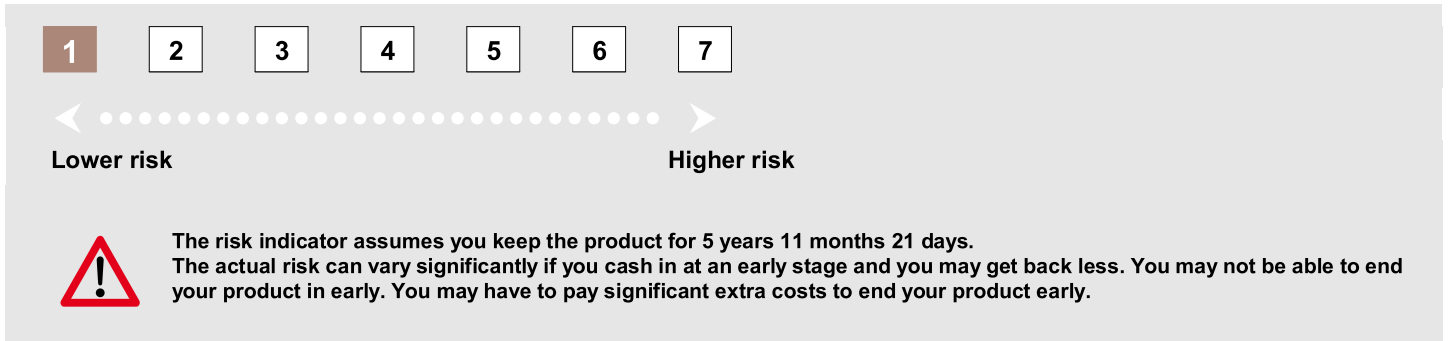 1 2 3 4 5 6 7
Lower risk Higher risk
The risk indicator assumes you keep the product for 5 years 11 months 21 days.
The actual risk can vary significantly if you cash in at an early stage and you may get back less. You may not be able to end
your product in early. You may have to pay significant extra costs to end your product early.